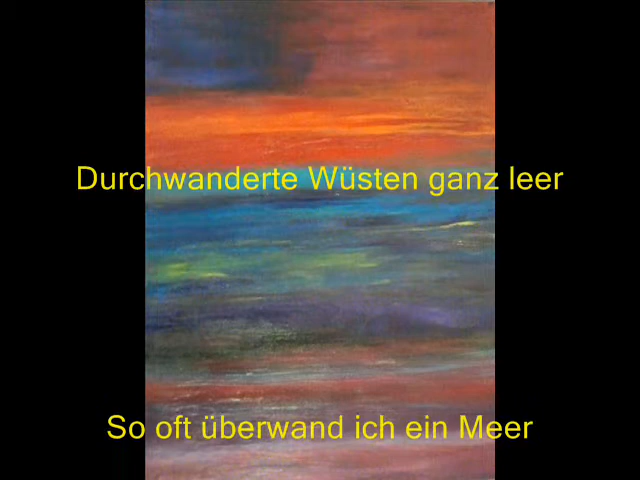 Durchwanderte Wüsten ganz leer
So oft überwand ich ein Meer